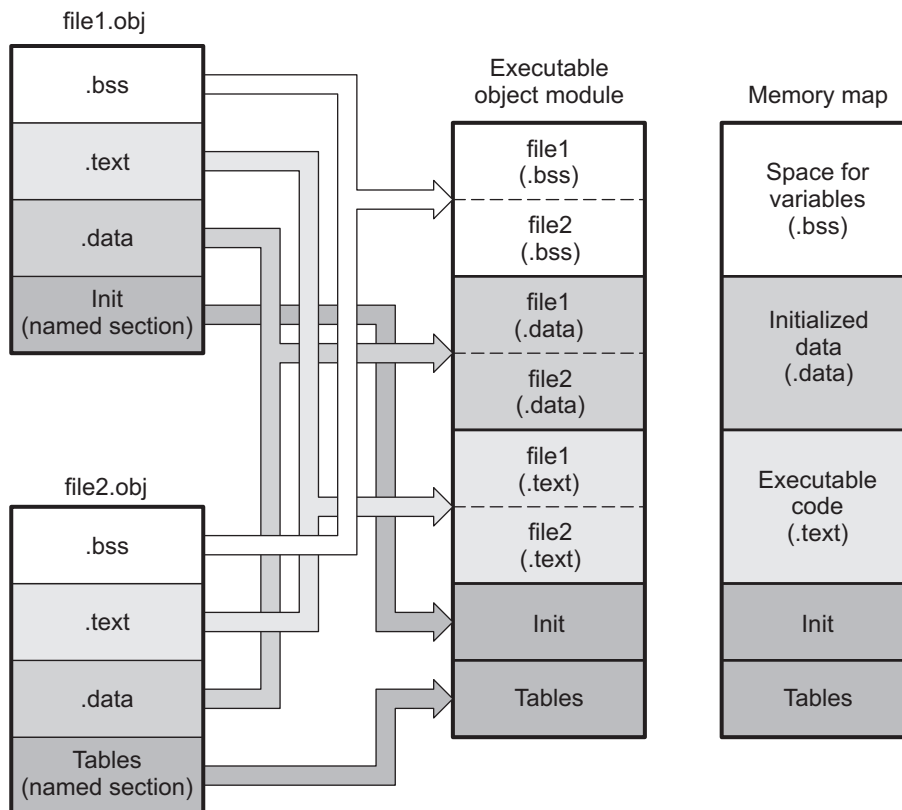 file1.obj
.bss
.text
.data
Init
(named section)
file2.obj
.bss
.text
.data
Tables
(named section)
Executable
object module
file1
(.bss)
file2
(.bss)
file1
(.data)
file2
(.data)
file1
(.text)
file2
(.text)
Init
Tables
Memory map
Space for
variables
(.bss)
Initialized
data
(.data)
Executable
code
(.text)
Init
Tables